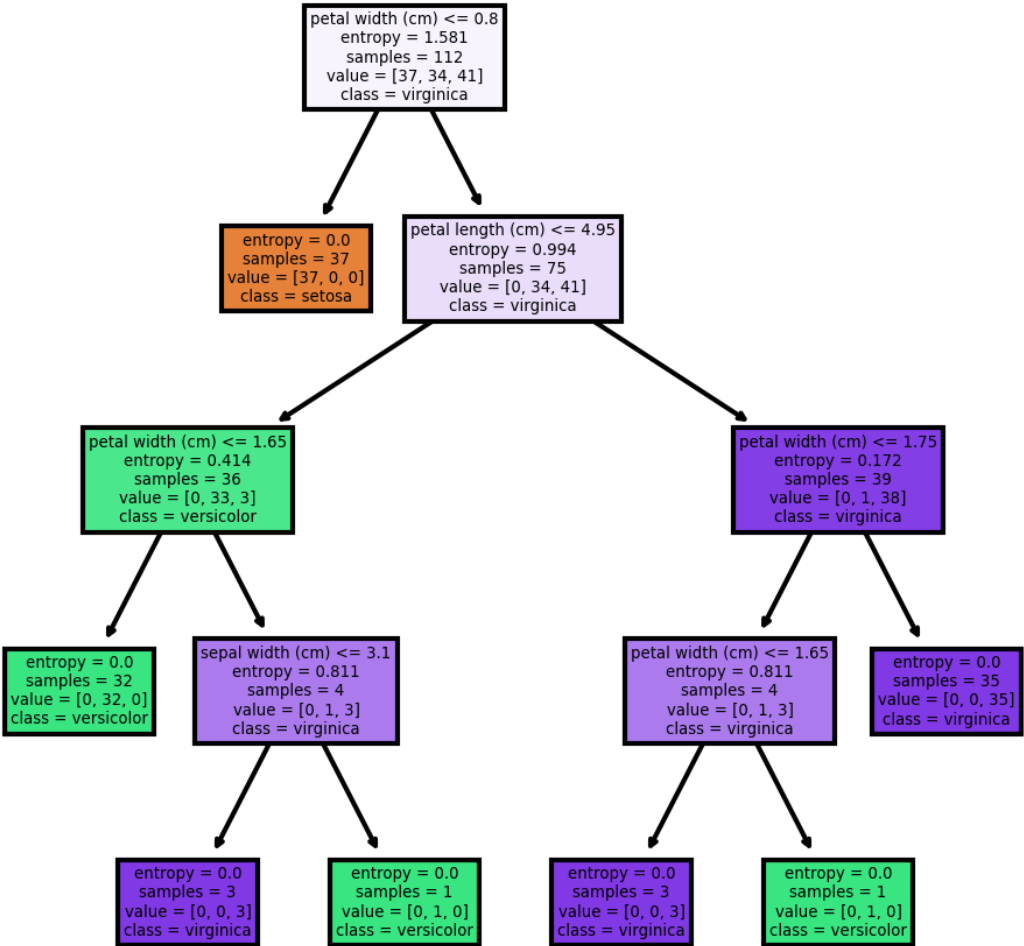 petal width (cm) <= 0.8
entropy = 1.581
samples = 112
value = [37, 34, 41]
class = virginica
entropy = 0.0
samples = 37
value = [37, 0, 0]
class = setosa
petal length (cm) <= 4.95
entropy = 0.994
samples = 75
value = [0, 34, 41]
class = virginica
petal width (cm) <= 1.65
entropy = 0.414
samples = 36
value = [0, 33, 3]
class = versicolor
petal width (cm) <= 1.75
entropy = 0.172
samples = 39
value = [0, 1, 38]
class = virginica
entropy = 0.0
samples = 32
value = [0, 32, 0]
class = versicolor
sepal width (cm) <= 3.1
entropy = 0.811
samples = 4
value = [0, 1, 3]
class = virginica
petal width (cm) <= 1.65
entropy = 0.811
samples = 4
value = [0, 1, 3]
class = virginica
entropy = 0.0
samples = 35
value = [0, 0, 35]
class = virginica
entropy = 0.0
samples = 3
value = [0, 0, 3]
class = virginica
entropy = 0.0
samples = 1
value = [0, 1, 0]
class = versicolor
entropy = 0.0
samples = 3
value = [0, 0, 3]
class = virginica
entropy = 0.0
samples = 1
value = [0, 1, 0]
class = versicolor